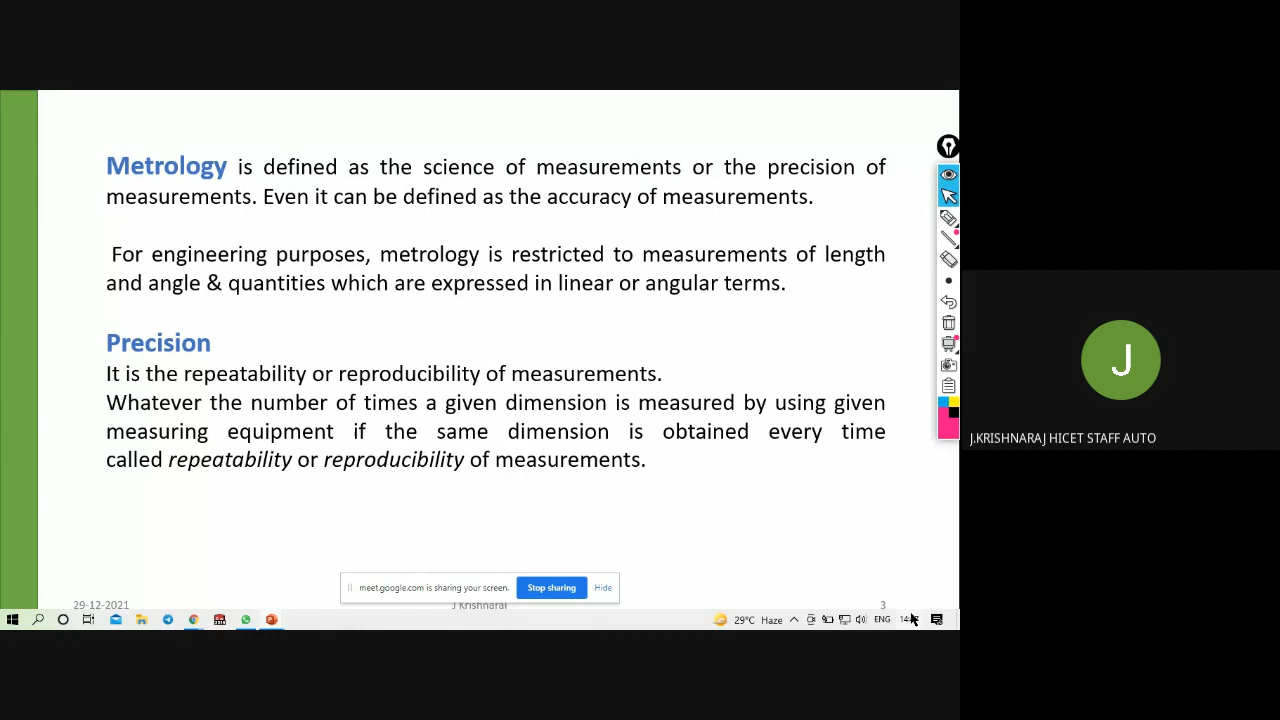 Metrology is defined as the science of measurements or the precision of
measurements. Even it can be defined as the accuracy of measurements.
For engineering purposes, metrology is restricted to measurements of length
and angle & quantities which are expressed in linear or angular terms.
Precision
It is the repeatability or reproducibility of measurements.
Whatever the number of times a given dimension is measured by using given
measuring equipment if the same dimension is obtained every time
called repeatability or reproducibility of measurements.
J
J.KRISHNARAJ HICET STAFF AUTO
meet.google.com is sharing your screen. Stop sharing Hide
29-12-2021 J Krishnaraj 3
29°C Haze ENG